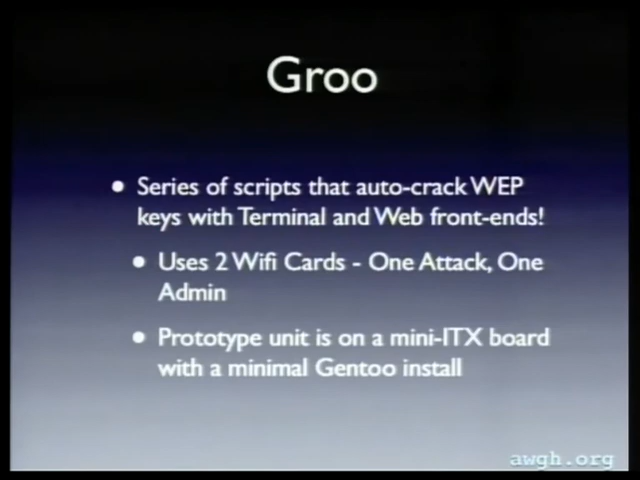 Groo
• Series of scripts that auto-crack WEP
keys with Terminal and Web front-ends!
• Uses 2 Wifi Cards - One Attack, One
Admin
• Prototype unit is on a mini-ITX board
with a minimal Gentoo install
awgh.org